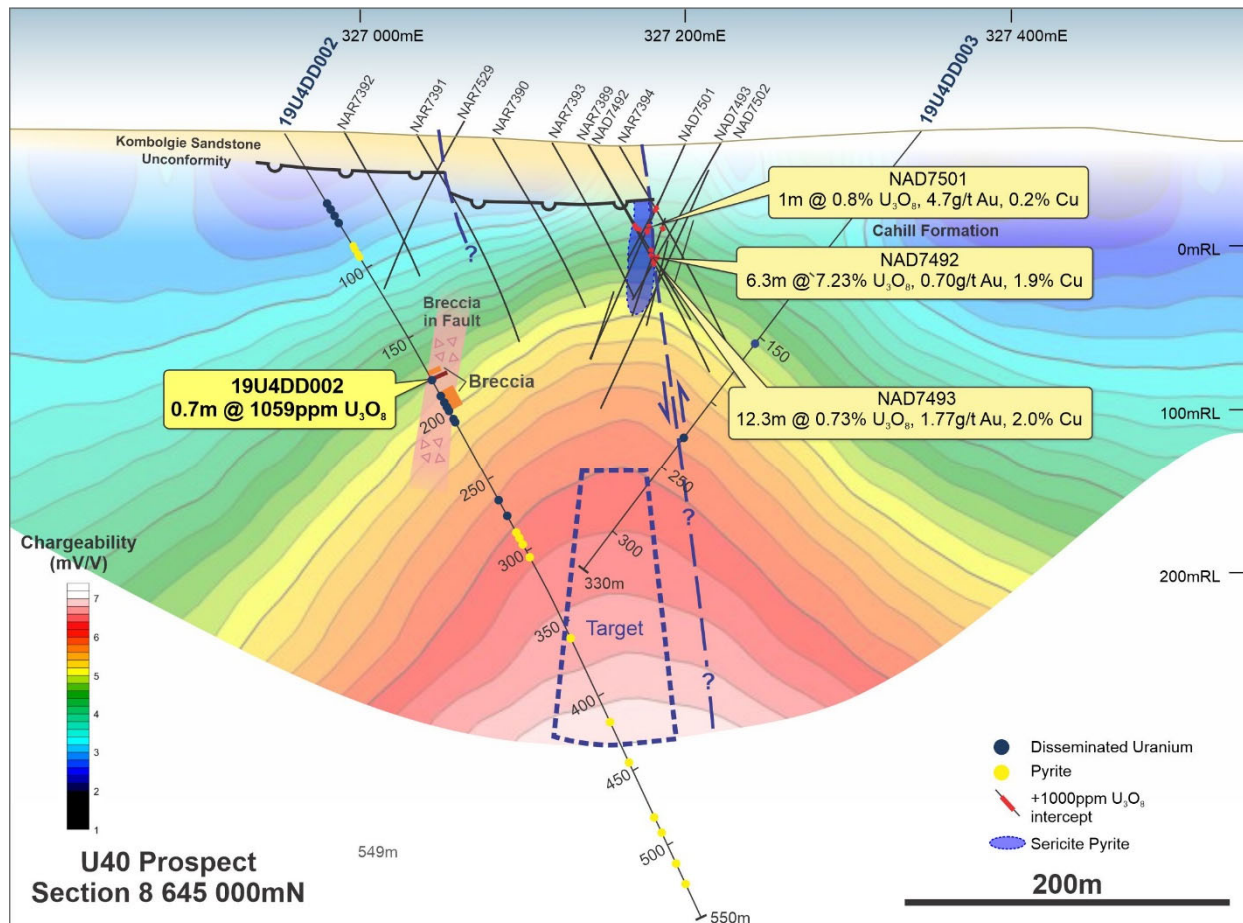 327 000mE
327 200mE
327 400mE
19U4DD002
NAR7392
NAR7391
NAR7529
NAR7390
NAR7393
NAR7389
NAD7492
NAR7394
NAD7501
NAD7493
NAD7502
19U4DD003
Kombolgie Sandstone
Unconformity
NAD7501
1m @ 0.8% U₃O₈, 4.7g/t Au, 0.2% Cu
Cahill Formation
0mRL
NAD7492
6.3m @ 7.23% U₃O₈, 0.70g/t Au, 1.9% Cu
?
100
Breccia
in Fault
150
150
19U4DD002
0.7m @ 1059ppm U₃O₈
Breccia
NAD7493
12.3m @ 0.73% U₃O₈, 1.77g/t Au, 2.0% Cu
100mRL
200
250
250
?
Chargeability
(mV/V)
300
300
330m
200mRL
7
6
5
4
3
2
1
350
Target
?
400
450
500
550m
549m
U40 Prospect
Section 8 645 000mN
Disseminated Uranium
Pyrite
+1000ppm U₃O₈
intercept
Sericite Pyrite
200m